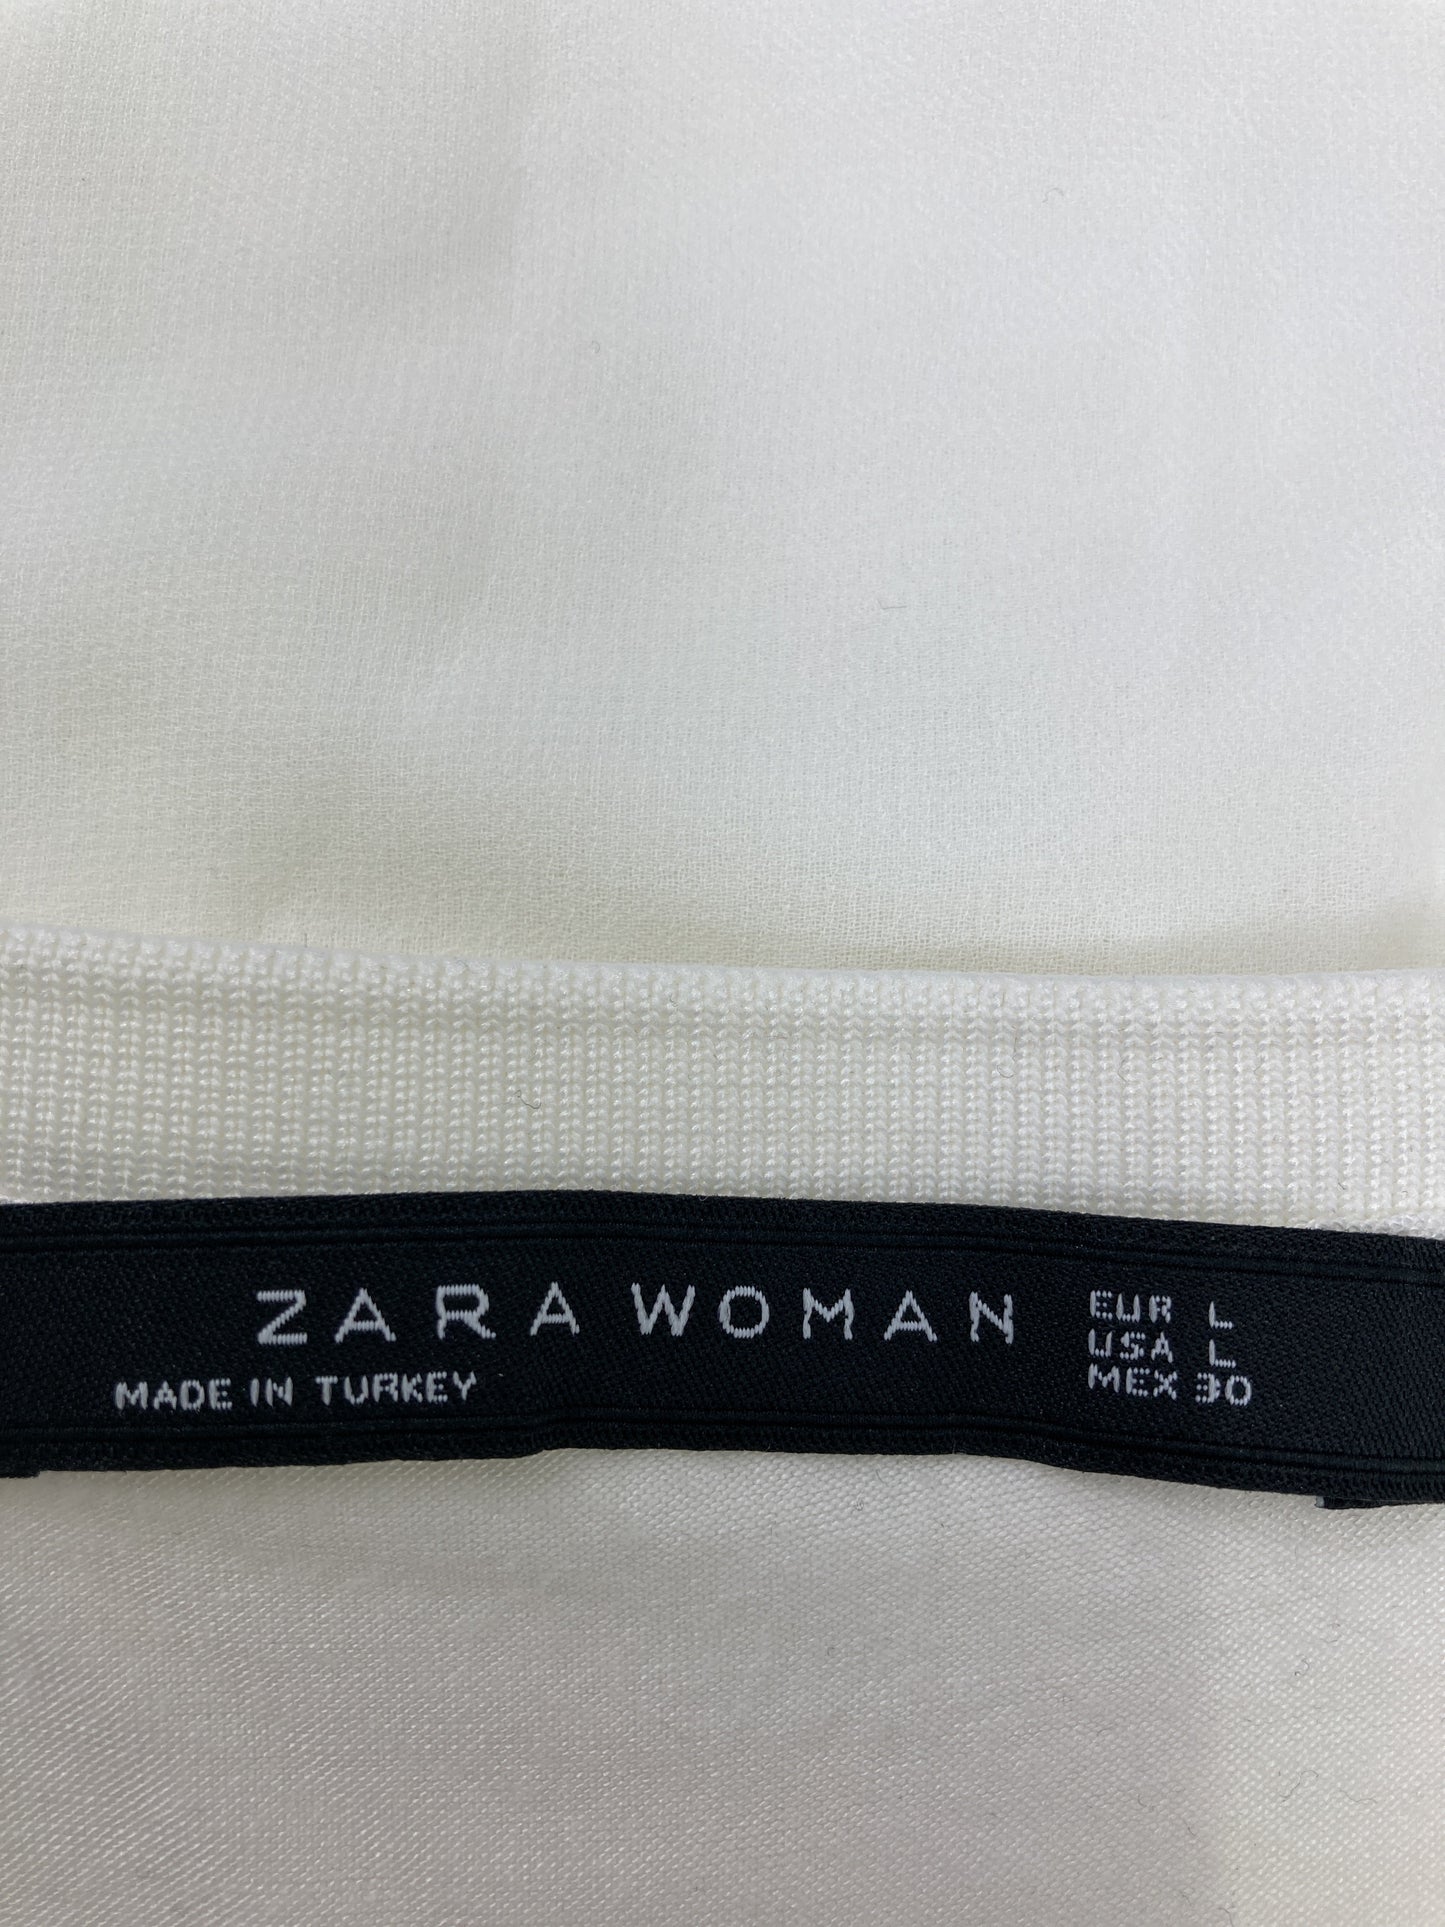 ZARA WOMAN
MADE IN TURKEY
EUR L
USA L
MEX 30